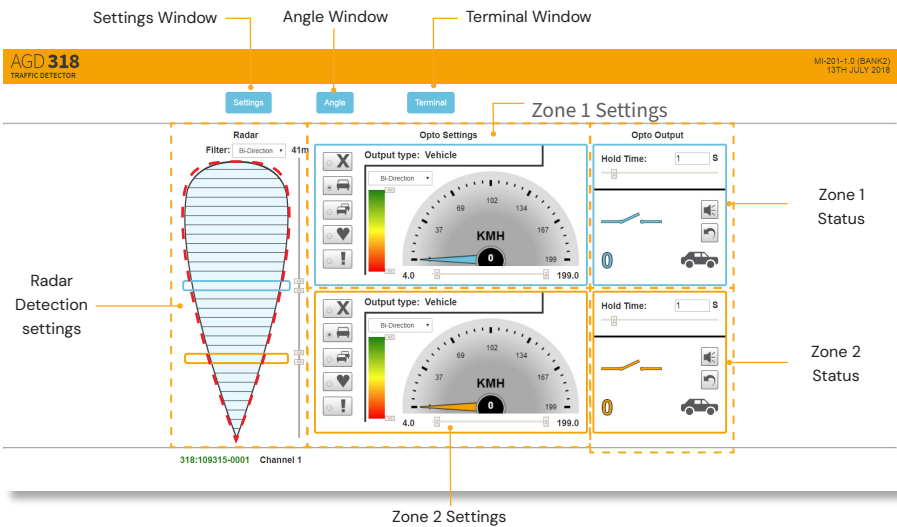 Settings Window
Angle Window
Terminal Window
AGD 318
TRAFFIC DETECTOR
MI-201-1.0 (BANK2)
13TH JULY 2018
Settings
Angle
Terminal
Zone 1 Settings
Radar
Opto Settings
Opto Output
Filter: Bi-Direction 41m
Output type: Vehicle
Bi-Direction
37
69
102
134
167
199
KMH
0
4.0
199.0
Hold Time: 1 S
0
Zone 1
Status
Radar
Detection
settings
Output type: Vehicle
Bi-Direction
37
69
102
134
167
199
KMH
0
4.0
199.0
Hold Time: 1 S
0
Zone 2
Status
318:109315-0001 Channel 1
Zone 2 Settings